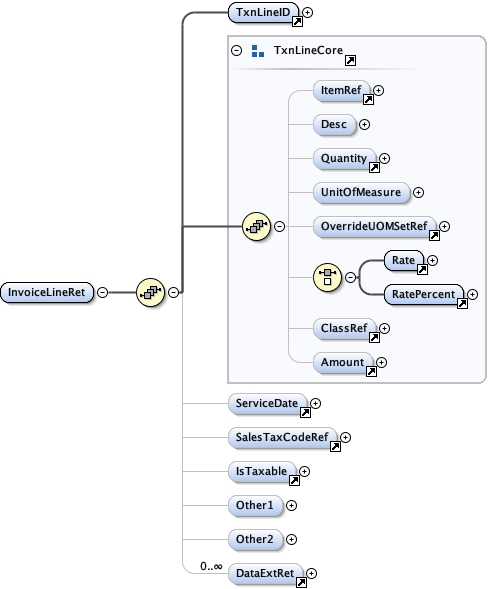 TxnLineID
TxnLineCore
ItemRef
Desc
Quantity
UnitOfMeasure
OverrideUOMSetRef
Rate
InvoiceLineRet
RatePercent
ClassRef
Amount
ServiceDate
SalesTaxCodeRef
IsTaxable
Other1
Other2
0..∞
DataExtRet